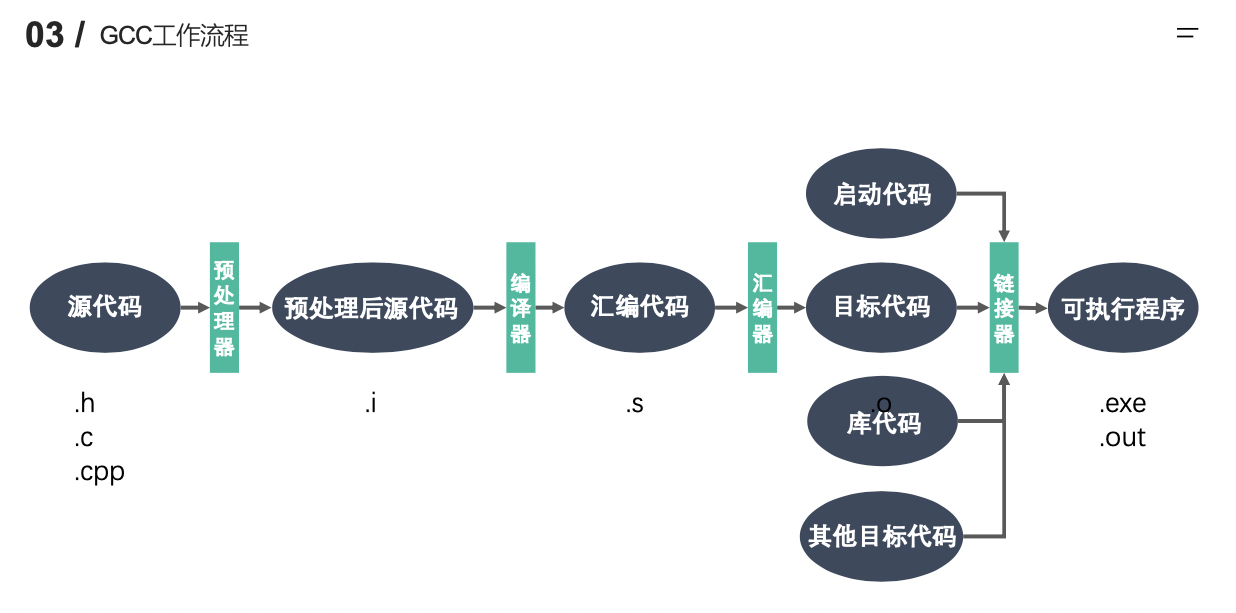 03 / GCC工作流程
启动代码
源代码
预处理器
预处理后源代码
编译器
汇编代码
汇编器
目标代码
链接器
可执行程序
.h
.c
.cpp
.i
.s
.o
库代码
.exe
.out
其他目标代码